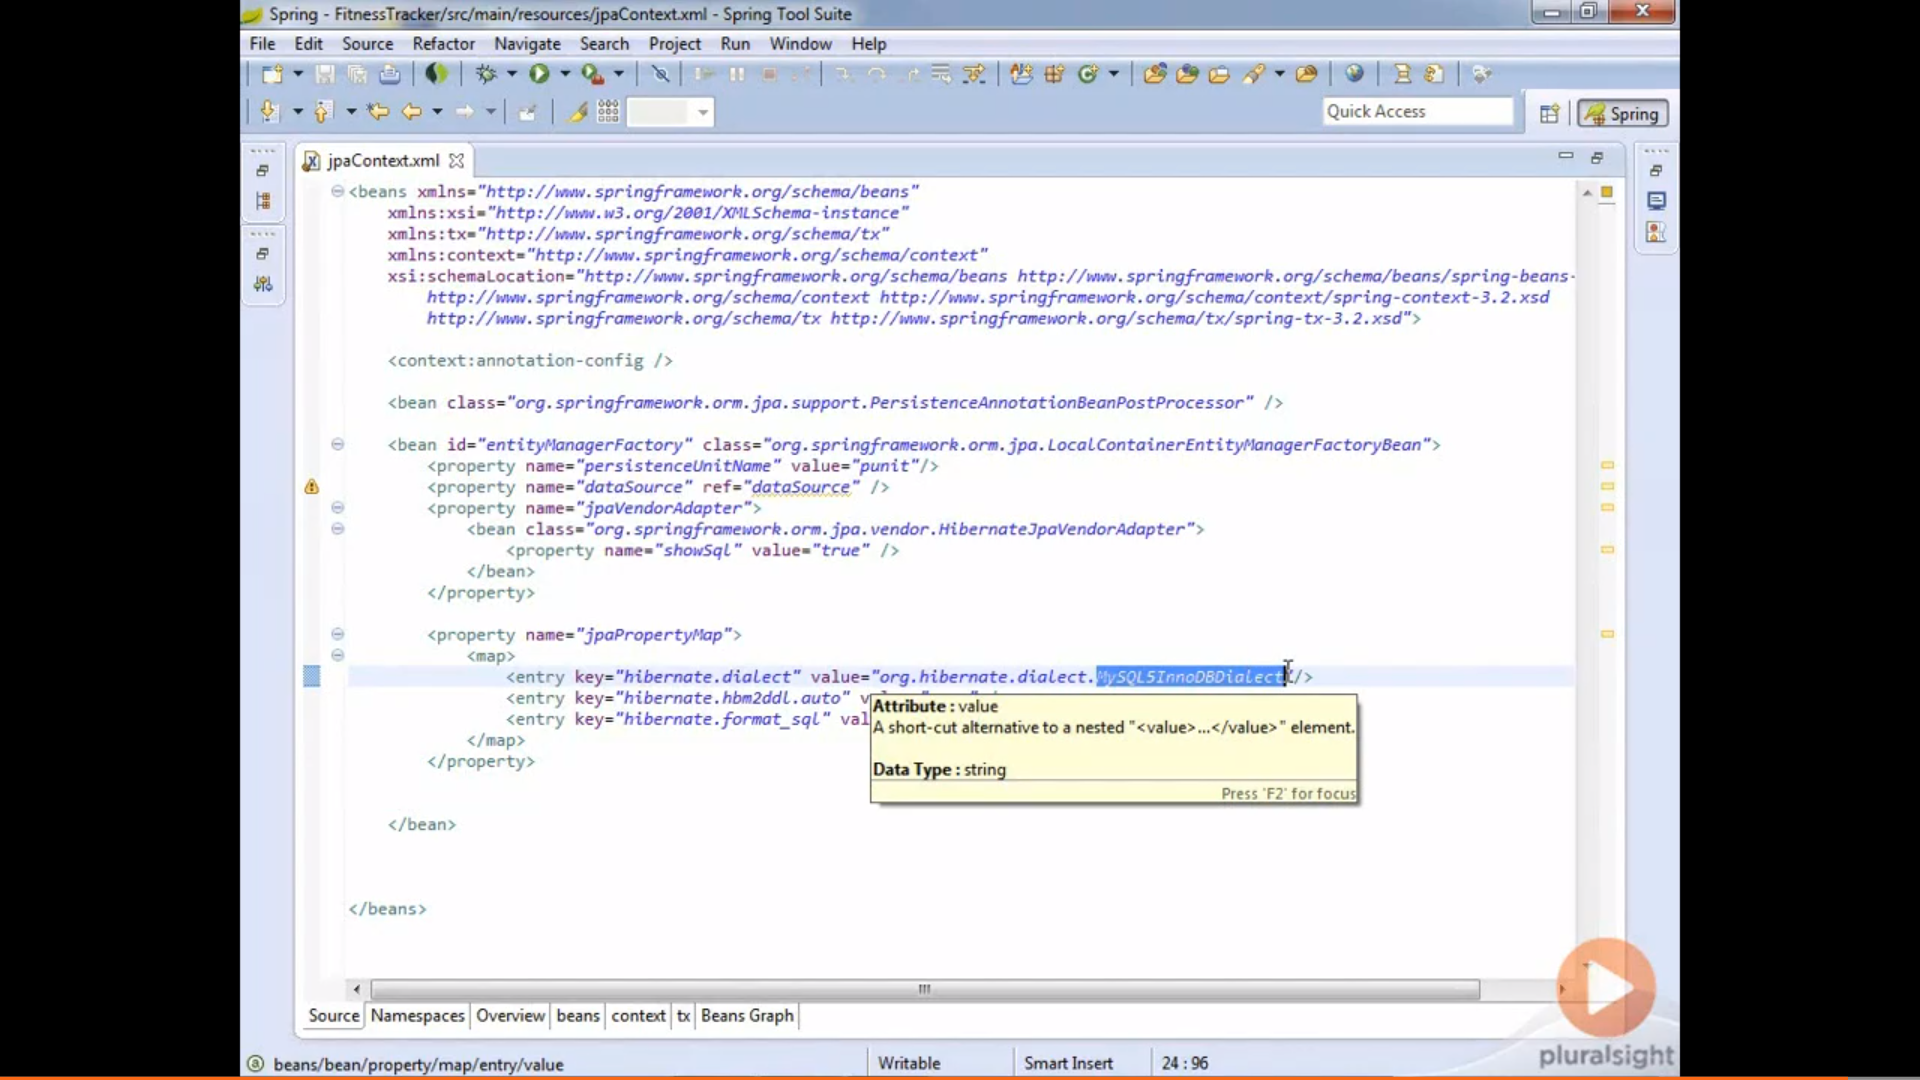 Spring - FitnessTracker/src/main/resources/jpaContext.xml - Spring Tool Suite
File Edit Source Refactor Navigate Search Project Run Window Help
Quick Access
Spring
jpaContext.xml
<beans xmlns="http://www.springframework.org/schema/beans"
xmlns:xsi="http://www.w3.org/2001/XMLSchema-instance"
xmlns:tx="http://www.springframework.org/schema/tx"
xmlns:context="http://www.springframework.org/schema/context"
xsi:schemaLocation="http://www.springframework.org/schema/beans http://www.springframework.org/schema/beans/spring-beans-
http://www.springframework.org/schema/context http://www.springframework.org/schema/context/spring-context-3.2.xsd
http://www.springframework.org/schema/tx http://www.springframework.org/schema/tx/spring-tx-3.2.xsd">
<context:annotation-config />
<bean class="org.springframework.orm.jpa.support.PersistenceAnnotationBeanPostProcessor" />
<bean id="entityManagerFactory" class="org.springframework.orm.jpa.LocalContainerEntityManagerFactoryBean">
<property name="persistenceUnitName" value="punit"/>
<property name="dataSource" ref="dataSource" />
<property name="jpaVendorAdapter">
<bean class="org.springframework.orm.jpa.vendor.HibernateJpaVendorAdapter">
<property name="showSql" value="true" />
</bean>
</property>
<property name="jpaPropertyMap">
<map>
<entry key="hibernate.dialect" value="org.hibernate.dialect.MySQL5InnoDBDialect"/>
<entry key="hibernate.hbm2ddl.auto" v
<entry key="hibernate.format_sql" val
</map>
</property>
Attribute : value
A short-cut alternative to a nested "<value>...</value>" element.
Data Type : string
Press 'F2' for focus
</bean>
</beans>
Source Namespaces Overview beans context tx Beans Graph
beans/bean/property/map/entry/value Writable Smart Insert 24 : 96
pluralsight